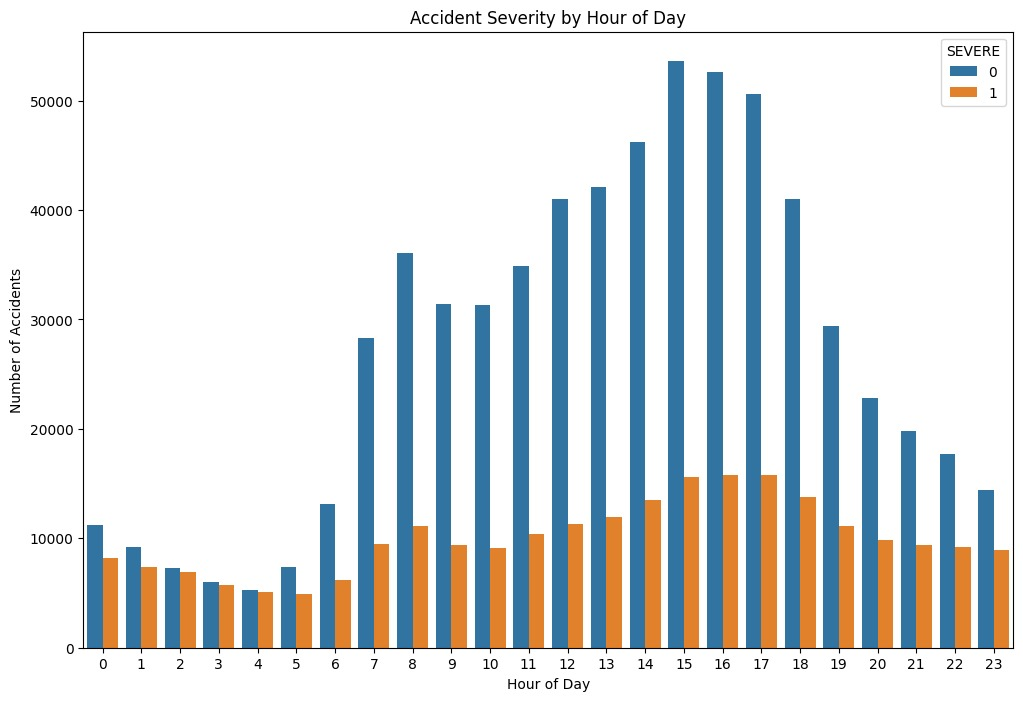 Accident Severity by Hour of Day
SEVERE
0
1
Number of Accidents
50000
40000
30000
20000
10000
0
0 1 2 3 4 5 6 7 8 9 10 11 12 13 14 15 16 17 18 19 20 21 22 23
Hour of Day